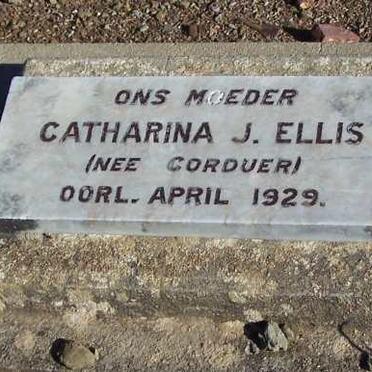 ONS MOEDER
CATHARINA J. ELLIS
(NEE CORDUER)
OORL. APRIL 1929.